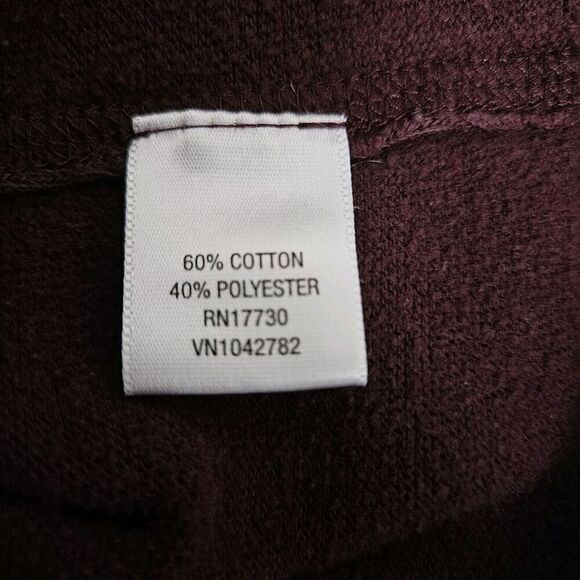 60% COTTON
40% POLYESTER
RN17730
VN1042782